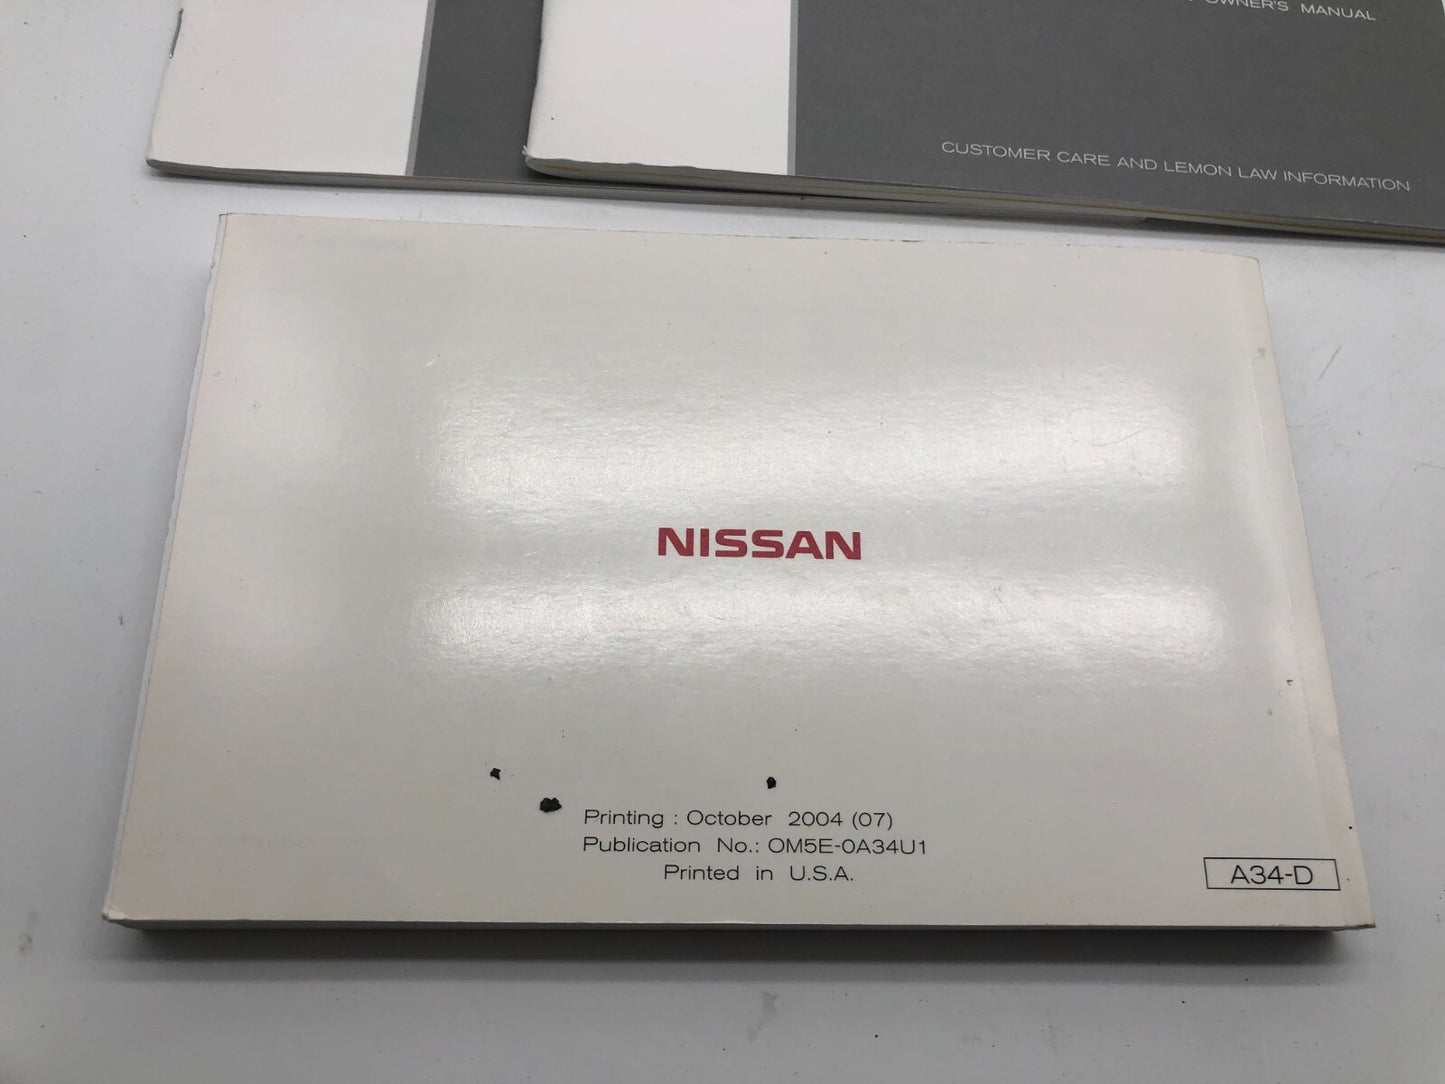 OWNER'S MANUAL
CUSTOMER CARE AND LEMON LAW INFORMATION
NISSAN
Printing : October 2004 (07)
Publication No.: OM5E-0A34U1
Printed in U.S.A.
A34-D